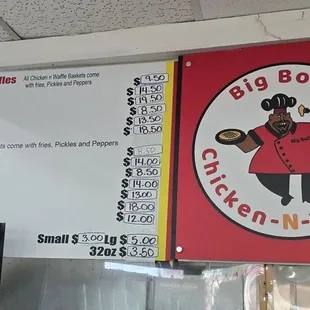 ffles All Chicken n Waffle Baskets come
with fries, Pickles and Peppers
$ 9.50
$ 14.50
$ 19.50
$ 8.50
$ 13.50
$ 18.50
ts come with fries, Pickles and Peppers
$ 8.50
$ 14.00
$ 8.50
$ 14.00
$ 13.00
$ 18.00
$ 12.00
Small $ 3.00 Lg $ 5.00
32oz $ 3.50
Big Bo
Chicken-N-